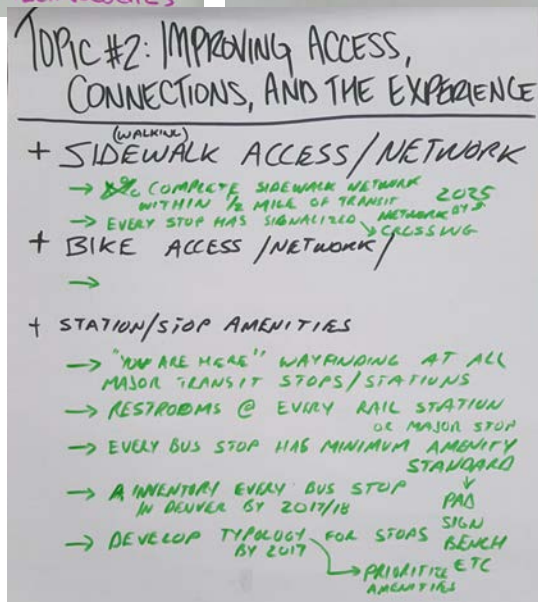 TOPIC #2: IMPROVING ACCESS,
CONNECTIONS, AND THE EXPERIENCE
(WALKING)
+ SIDEWALK ACCESS/NETWORK
→ COMPLETE SIDEWALK NETWORK
WITHIN 1/2 MILE OF TRANSIT
NETWORK BY 2025
→ EVERY STOP HAS SIGNALIZED
CROSSING
+ BIKE ACCESS/NETWORK/
→
+ STATION/STOP AMENITIES
→ "YOU ARE HERE" WAYFINDING AT ALL
MAJOR TRANSIT STOPS/STATIONS
→ RESTROOMS @ EVERY RAIL STATION
OR MAJOR STOP
→ EVERY BUS STOP HAS MINIMUM AMENITY
STANDARD
PAD
SIGN
BENCH
ETC
→ A INVENTORY EVERY BUS STOP
IN DENVER BY 2017/18
→ DEVELOP TYPOLOGY FOR STOPS
BY 2017
→ PRIORITIZE
AMENITIES